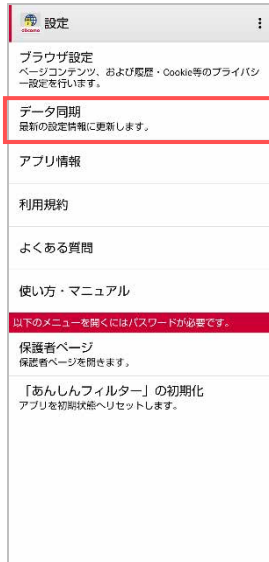 docomo
設定
ブラウザ設定
ページコンテンツ、および履歴・Cookie等のプライバシ
ー設定を行います。
データ同期
最新の設定情報に更新します。
アプリ情報
利用規約
よくある質問
使い方・マニュアル
以下のメニューを開くにはパスワードが必要です。
保護者ページ
保護者ページを開きます。
「あんしんフィルター」の初期化
アプリを初期状態へリセットします。